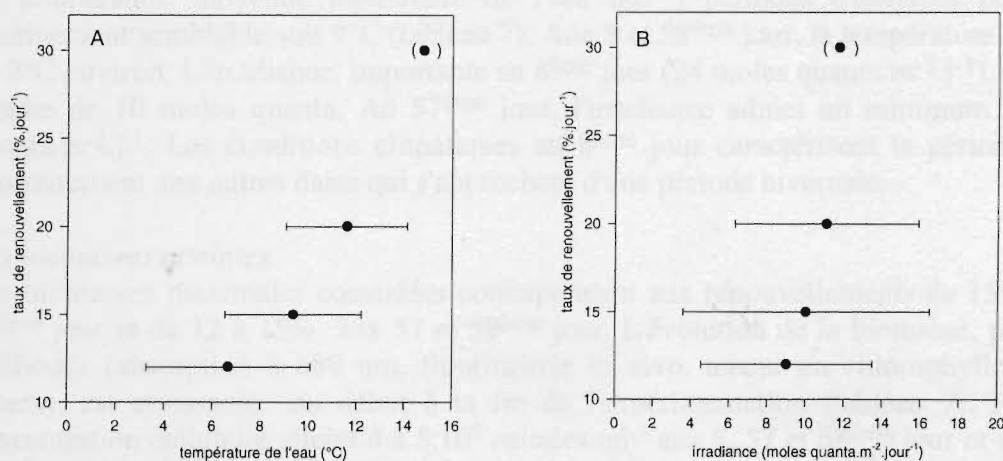 A
taux de renouvellement (%.jour⁻¹)
30
25
20
15
10
( )
0 2 4 6 8 10 12 14 16
température de l'eau (°C)
B
taux de renouvellement (%.jour⁻¹)
30
25
20
15
10
( )
0 2 4 6 8 10 12 14 16 18 20
irradiance (moles quanta.m⁻².jour⁻¹)